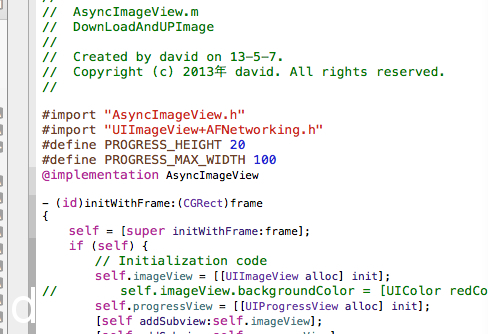 // AsyncImageView.m
// DownLoadAndUPImage
//
// Created by david on 13-5-7.
// Copyright (c) 2013年 david. All rights reserved.
//
#import "AsyncImageView.h"
#import "UIImageView+AFNetworking.h"
#define PROGRESS_HEIGHT 20
#define PROGRESS_MAX_WIDTH 100
@implementation AsyncImageView
- (id)initWithFrame:(CGRect)frame
{
self = [super initWithFrame:frame];
if (self) {
// Initialization code
self.imageView = [[UIImageView alloc] init];
// self.imageView.backgroundColor = [UIColor redCo
self.progressView = [[UIProgressView alloc] init];
[self addSubview:self.imageView];